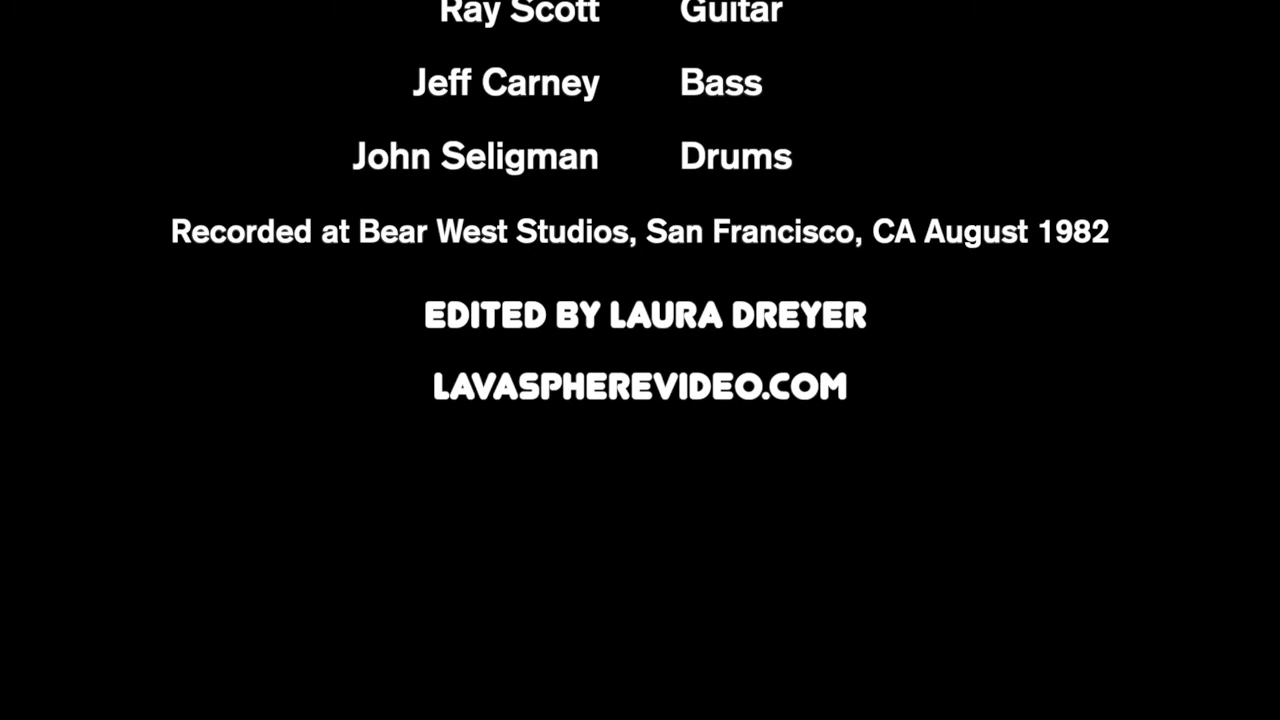 Ray Scott Guitar
Jeff Carney Bass
John Seligman Drums
Recorded at Bear West Studios, San Francisco, CA August 1982
EDITED BY LAURA DREYER
LAVASPHEREVIDEO.COM